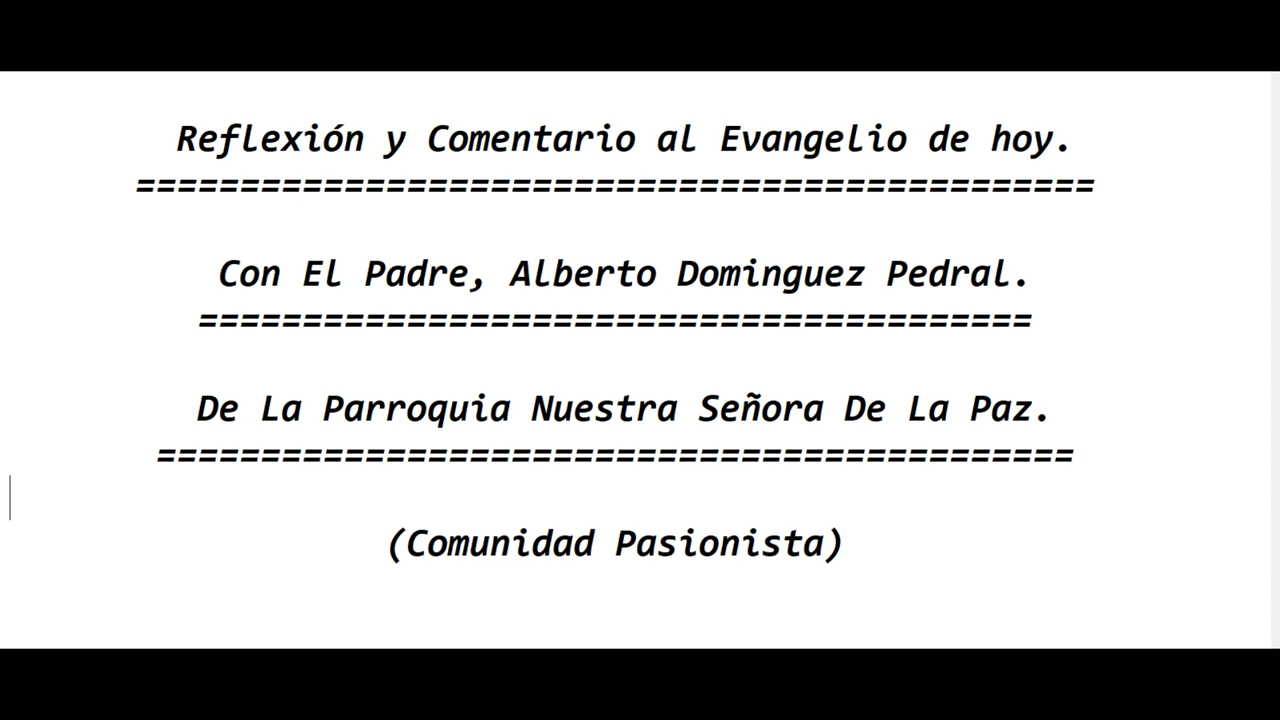 Reflexión y Comentario al Evangelio de hoy.
==============================================
Con El Padre, Alberto Dominguez Pedral.
========================================
De La Parroquia Nuestra Señora De La Paz.
============================================
(Comunidad Pasionista)